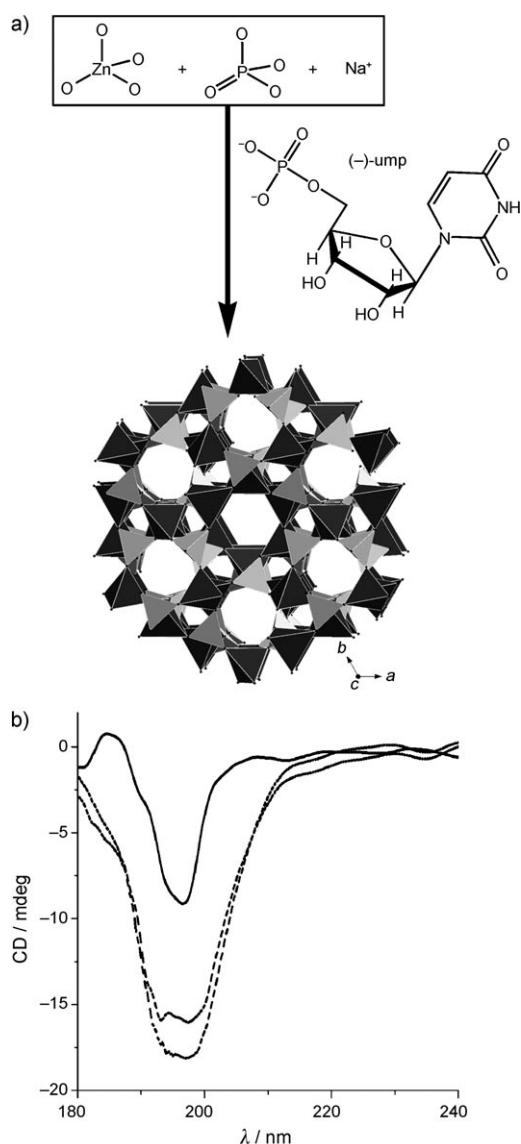 a)
O
O Zn O
O
+
O
O P O
O
+
Na⁺
(–)-ump
⁻O P O
⁻O O
O
O
NH
N O
H H
HO
HO H H
b
c a
b)
0
–5
–10
–15
–20
CD / mdeg
180 200 220 240
λ / nm